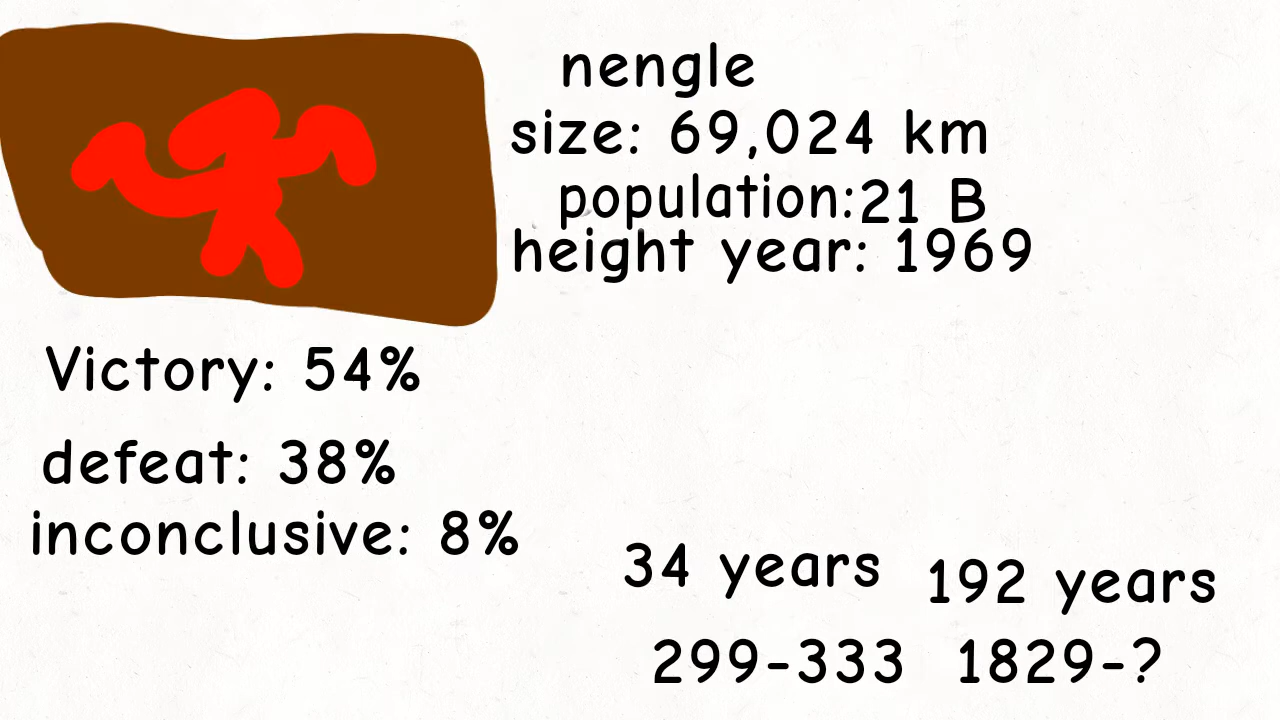 nengle
size: 69,024 km
population:21 B
height year: 1969
Victory: 54%
defeat: 38%
inconclusive: 8%
34 years 192 years
299-333 1829-?